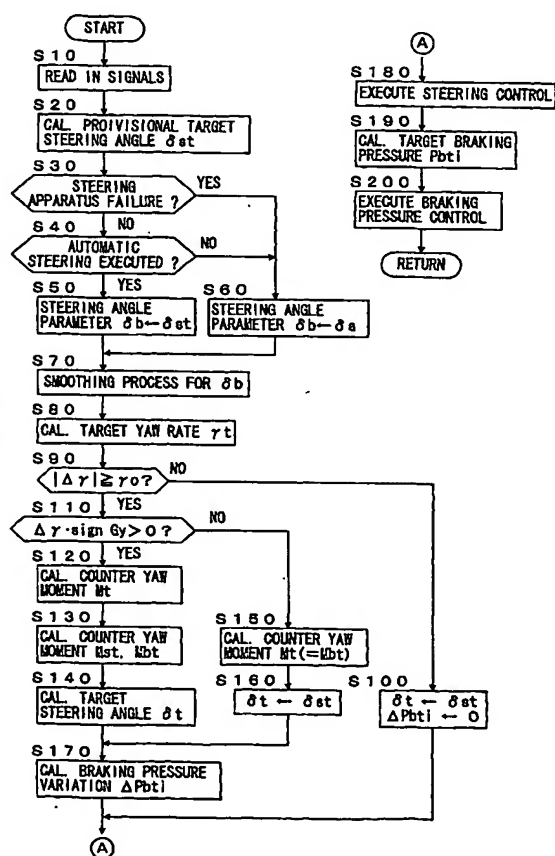 START
S10
READ IN SIGNALS
S20
CAL. PROIVISIONAL TARGET
STEERING ANGLE δst
S30
STEERING
APPARATUS FAILURE ?
YES
NO
S40
AUTOMATIC
STEERING EXECUTED ?
NO
YES
S50
STEERING ANGLE
PARAMETER δb←δst
S60
STEERING ANGLE
PARAMETER δb←δa
S70
SMOOTHING PROCESS FOR δb
S80
CAL. TARGET YAW RATE γt
S90
|Δγ|≧γo?
NO
YES
S110
Δγ·sign Gy>0?
NO
YES
S120
CAL. COUNTER YAW
MOMENT Mt
S130
CAL. COUNTER YAW
MOMENT Mst, Mbt
S140
CAL. TARGET
STEERING ANGLE δt
S150
CAL. COUNTER YAW
MOMENT Mt(=Mbt)
S160
δt ← δst
S100
δt ← δst
ΔPbti ← 0
S170
CAL. BRAKING PRESSURE
VARIATION ΔPbti
A
A
S180
EXECUTE STEERING CONTROL
S190
CAL. TARGET BRAKING
PRESSURE Pbti
S200
EXECUTE BRAKING
PRESSURE CONTROL
RETURN